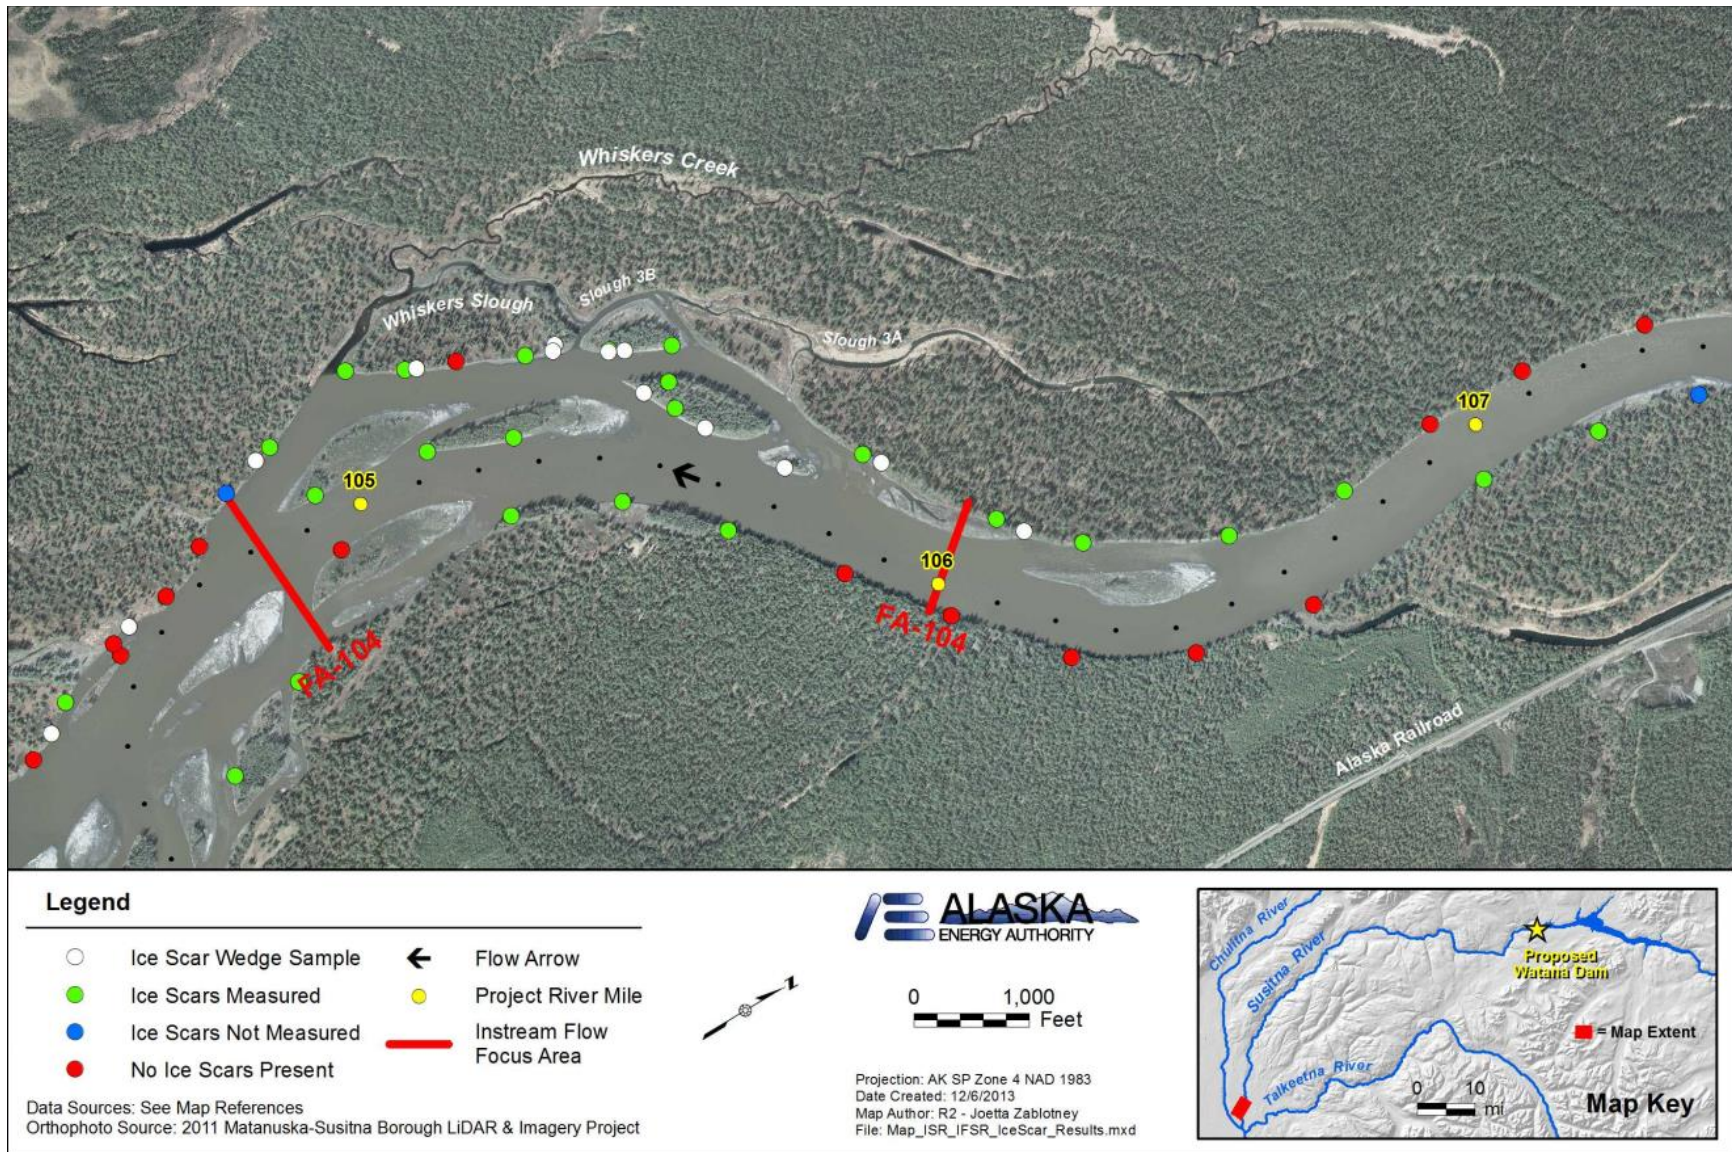 Whiskers Creek
Slough 3B
Whiskers Slough
Slough 3A
107
105
106
FA-104
FA-104
Alaska Railroad
Legend
Ice Scar Wedge Sample
Ice Scars Measured
Ice Scars Not Measured
No Ice Scars Present
Flow Arrow
Project River Mile
Instream Flow
Focus Area
Data Sources: See Map References
Orthophoto Source: 2011 Matanuska-Susitna Borough LiDAR & Imagery Project
ALASKA
ENERGY AUTHORITY
N
0 1,000
Feet
Projection: AK SP Zone 4 NAD 1983
Date Created: 12/6/2013
Map Author: R2 - Joetta Zablotney
File: Map_ISR_IFSR_IceScar_Results.mxd
Chulitna River
Susitna River
Proposed
Watana Dam
= Map Extent
Talkeetna River
0 10
mi
Map Key